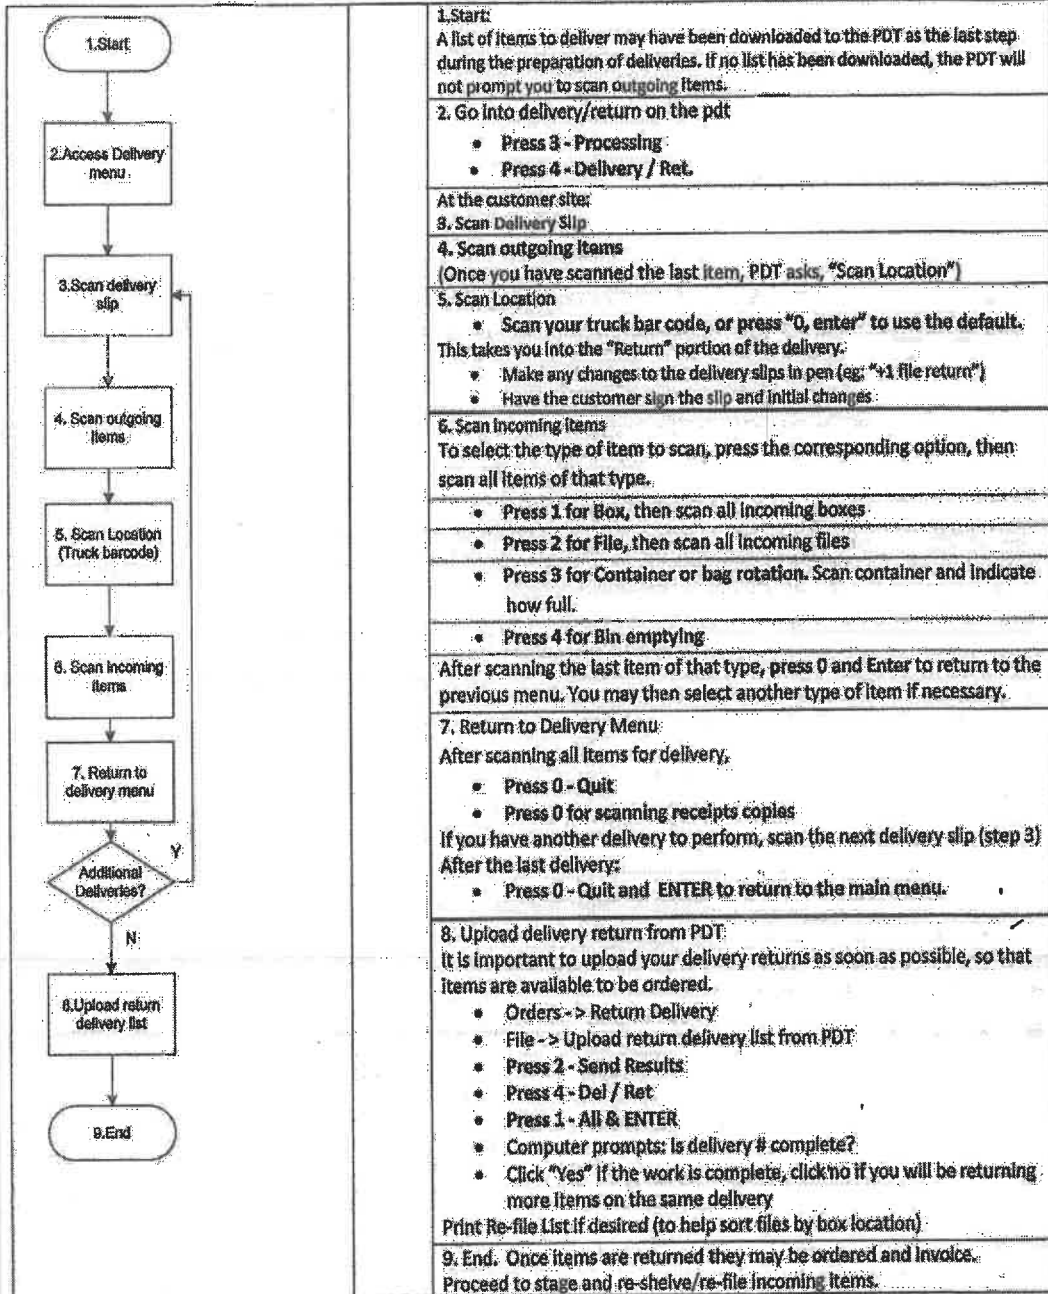 1.Start
2.Access Delivery
menu
3.Scan delivery
slip
4. Scan outgoing
items
5. Scan Location
(Truck barcode)
6. Scan incoming
items
7. Return to
delivery menu
Y
Additional
Deliveries?
N
8.Upload return
delivery list
9.End
1.Start:
A list of items to deliver may have been downloaded to the PDT as the last step
during the preparation of deliveries. If no list has been downloaded, the PDT will
not prompt you to scan outgoing items.
2. Go into delivery/return on the pdt
• Press 3 - Processing
• Press 4 - Delivery / Ret.
At the customer site:
3. Scan Delivery Slip
4. Scan outgoing items
(Once you have scanned the last item, PDT asks, "Scan Location")
5. Scan Location
• Scan your truck bar code, or press "0, enter" to use the default.
This takes you into the "Return" portion of the delivery.
• Make any changes to the delivery slips in pen (eg: "+1 file return")
• Have the customer sign the slip and initial changes
6. Scan incoming items
To select the type of item to scan, press the corresponding option, then
scan all items of that type.
• Press 1 for Box, then scan all incoming boxes
• Press 2 for File, then scan all incoming files
• Press 3 for Container or bag rotation. Scan container and indicate
how full.
• Press 4 for Bin emptying
After scanning the last item of that type, press 0 and Enter to return to the
previous menu. You may then select another type of item if necessary.
7. Return to Delivery Menu
After scanning all items for delivery,
• Press 0 - Quit
• Press 0 for scanning receipts copies
If you have another delivery to perform, scan the next delivery slip (step 3)
After the last delivery:
• Press 0 - Quit and ENTER to return to the main menu.
8. Upload delivery return from PDT
It is important to upload your delivery returns as soon as possible, so that
items are available to be ordered.
• Orders - > Return Delivery
• File - > Upload return delivery list from PDT
• Press 2 - Send Results
• Press 4 - Del / Ret
• Press 1 - All & ENTER
• Computer prompts: Is delivery # complete?
• Click "Yes" if the work is complete, click no if you will be returning
more items on the same delivery
Print Re-file List if desired (to help sort files by box location)
9. End. Once items are returned they may be ordered and invoice.
Proceed to stage and re-shelve/re-file incoming items.